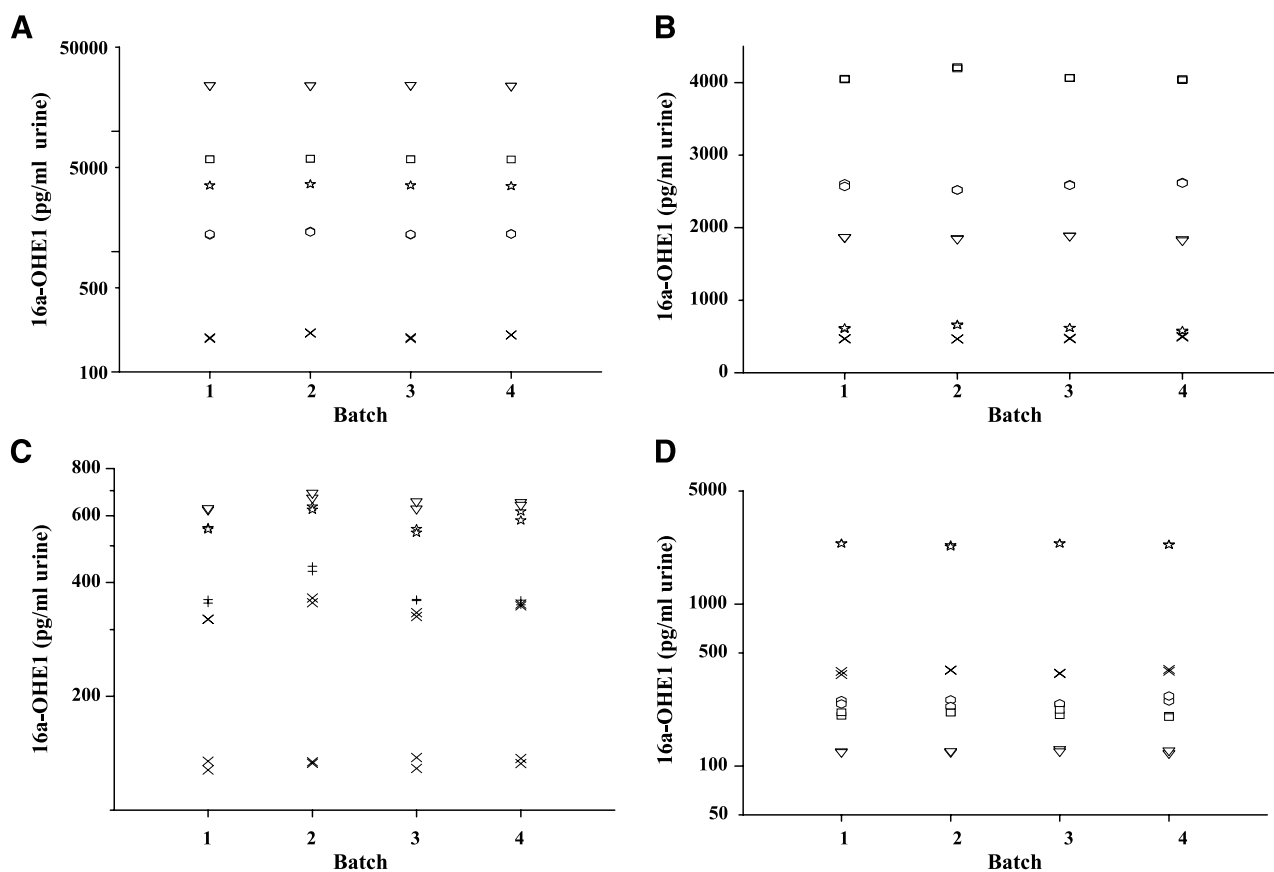 A
16a-OHE1 (pg/ml urine)
50000
5000
500
100
1 2 3 4
Batch
B
16a-OHE1 (pg/ml urine)
4000
3000
2000
1000
0
1 2 3 4
Batch
C
16a-OHE1 (pg/ml urine)
800
600
400
200
1 2 3 4
Batch
D
16a-OHE1 (pg/ml urine)
5000
1000
500
100
50
1 2 3 4
Batch